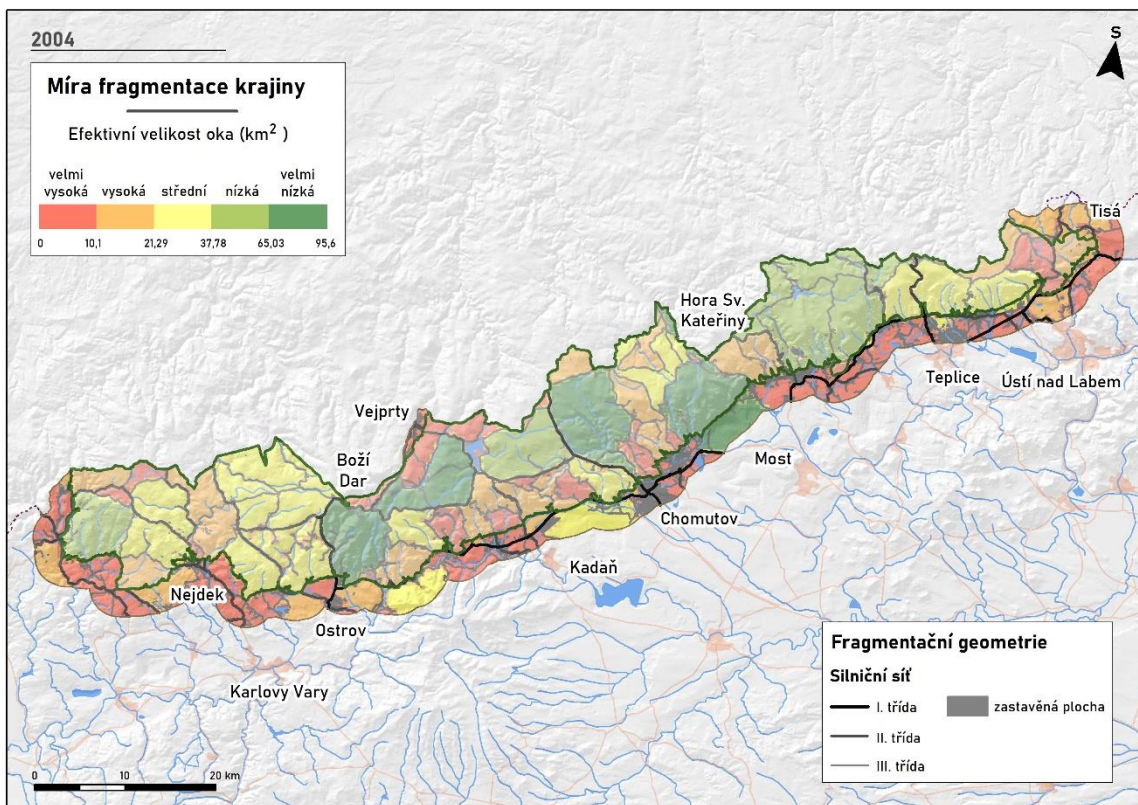 2004
Míra fragmentace krajiny
Efektivní velikost oka (km² )
velmi
vysoká
vysoká
střední
nízká
velmi
nízká
0
10,1
21,29
37,78
65,03
95,6
S
Tisá
Hora Sv.
Kateřiny
Teplice
Ústí nad Labem
Vejprty
Most
Boží
Dar
Chomutov
Kadaň
Nejdek
Ostrov
Karlovy Vary
Fragmentační geometrie
Silniční síť
I. třída
zastavěná plocha
II. třída
III. třída
0
10
20 km